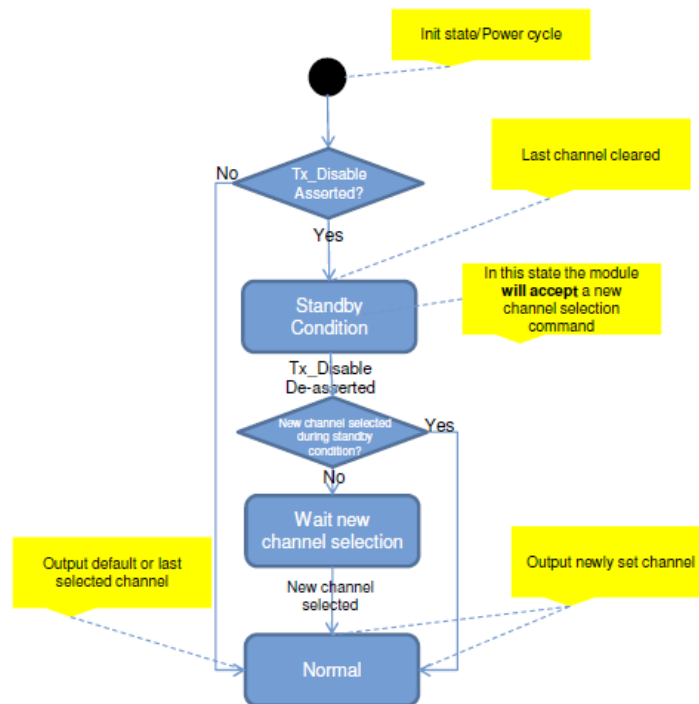 Init state/Power cycle
Last channel cleared
No
Tx_Disable
Asserted?
Yes
In this state the module
will accept a new
channel selection
command
Standby
Condition
Tx_Disable
De-asserted
New channel selected
during standby
condition?
Yes
No
Wait new
channel selection
Output default or last
selected channel
Output newly set channel
New channel
selected
Normal